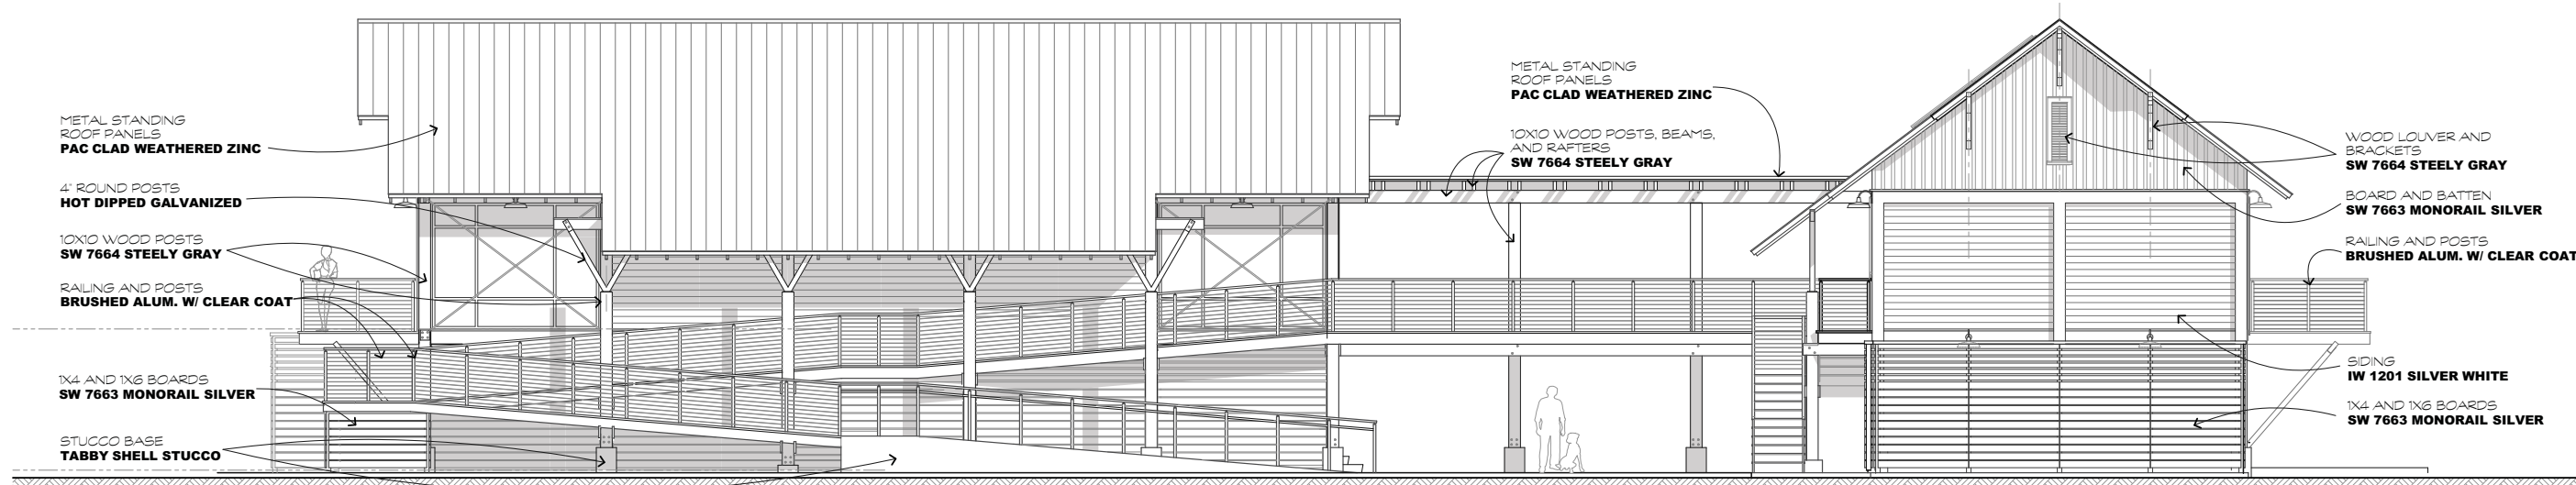 METAL STANDING
ROOF PANELS
PAC CLAD WEATHERED ZINC
4" ROUND POSTS
HOT DIPPED GALVANIZED
10X10 WOOD POSTS
SW 7664 STEELY GRAY
RAILING AND POSTS
BRUSHED ALUM. W/ CLEAR COAT
1X4 AND 1X6 BOARDS
SW 7663 MONORAIL SILVER
STUCCO BASE
TABBY SHELL STUCCO
METAL STANDING
ROOF PANELS
PAC CLAD WEATHERED ZINC
10X10 WOOD POSTS, BEAMS,
AND RAFTERS
SW 7664 STEELY GRAY
WOOD LOUVER AND
BRACKETS
SW 7664 STEELY GRAY
BOARD AND BATTEN
SW 7663 MONORAIL SILVER
RAILING AND POSTS
BRUSHED ALUM. W/ CLEAR COAT
SIDING
IW 1201 SILVER WHITE
1X4 AND 1X6 BOARDS
SW 7663 MONORAIL SILVER